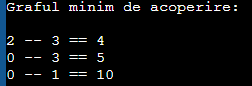 Graful minim de acoperire:
2 -- 3 == 4
0 -- 3 == 5
0 -- 1 == 10